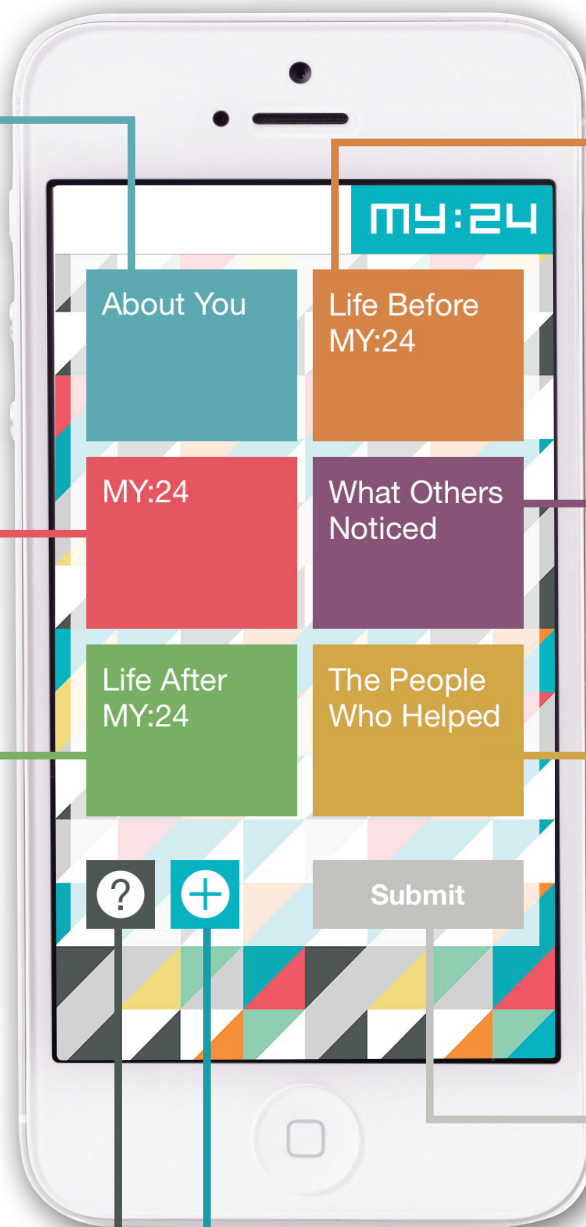 MY:24
About You
Life Before
MY:24
MY:24
What Others
Noticed
Life After
MY:24
The People
Who Helped
?
+
Submit